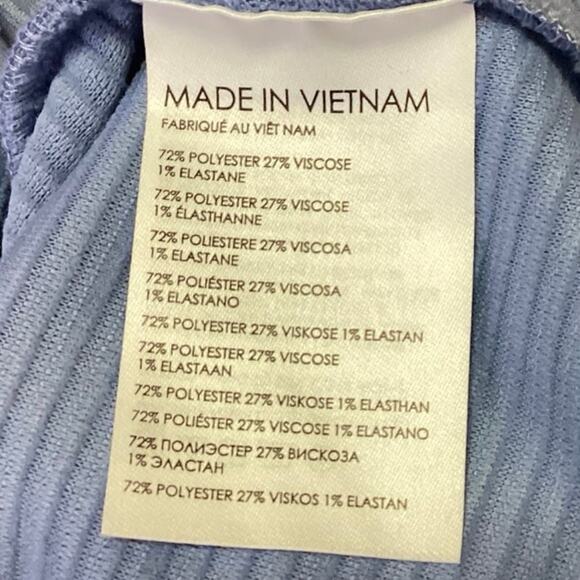 MADE IN VIETNAM
FABRIQUÉ AU VIÊT NAM
72% POLYESTER 27% VISCOSE
1% ELASTANE
72% POLYESTER 27% VISCOSE
1% ÉLASTHANNE
72% POLIESTERE 27% VISCOSA
1% ELASTANE
72% POLIÉSTER 27% VISCOSA
1% ELASTANO
72% POLYESTER 27% VISKOSE 1% ELASTAN
72% POLYESTER 27% VISCOSE
1% ELASTAAN
72% POLYESTER 27% VISKOSE 1% ELASTHAN
72% POLIÉSTER 27% VISCOSE 1% ELASTANO
72% ПОЛИЭСТЕР 27% ВИСКОЗА
1% ЭЛАСТАН
72% POLYESTER 27% VISKOS 1% ELASTAN